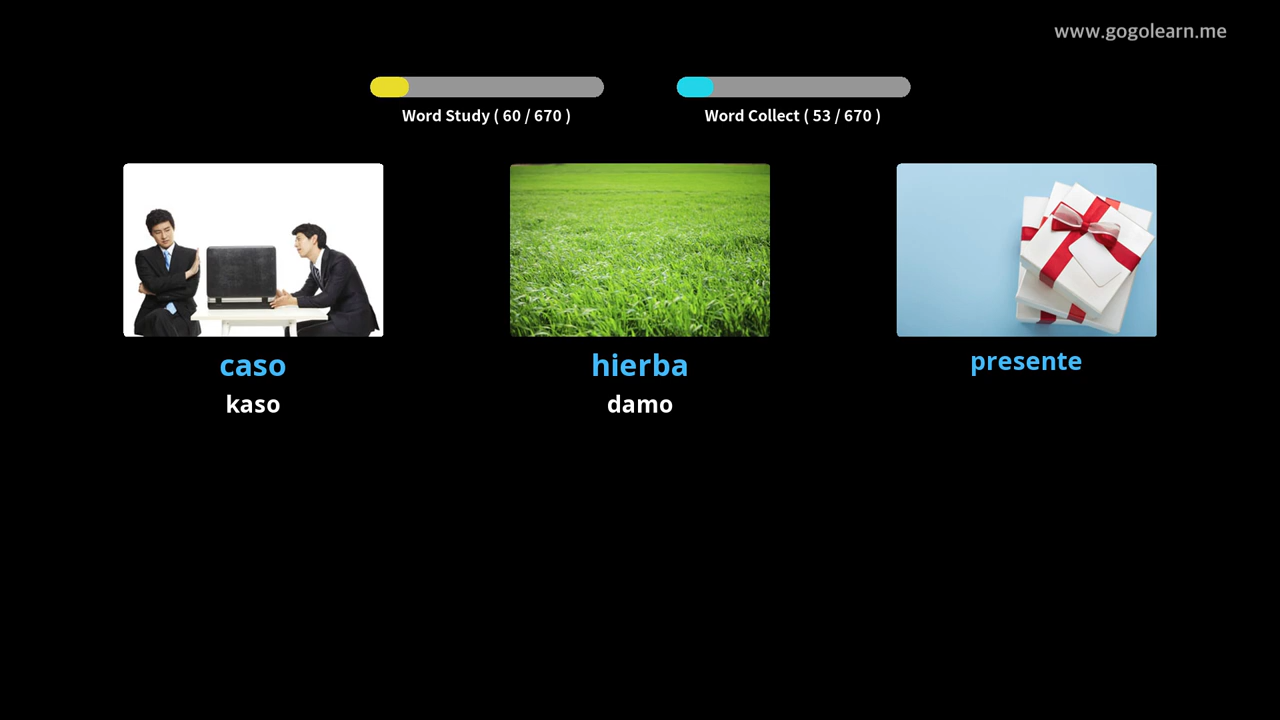 www.gogolearn.me
Word Study ( 60 / 670 )
Word Collect ( 53 / 670 )
caso
hierba
presente
kaso
damo